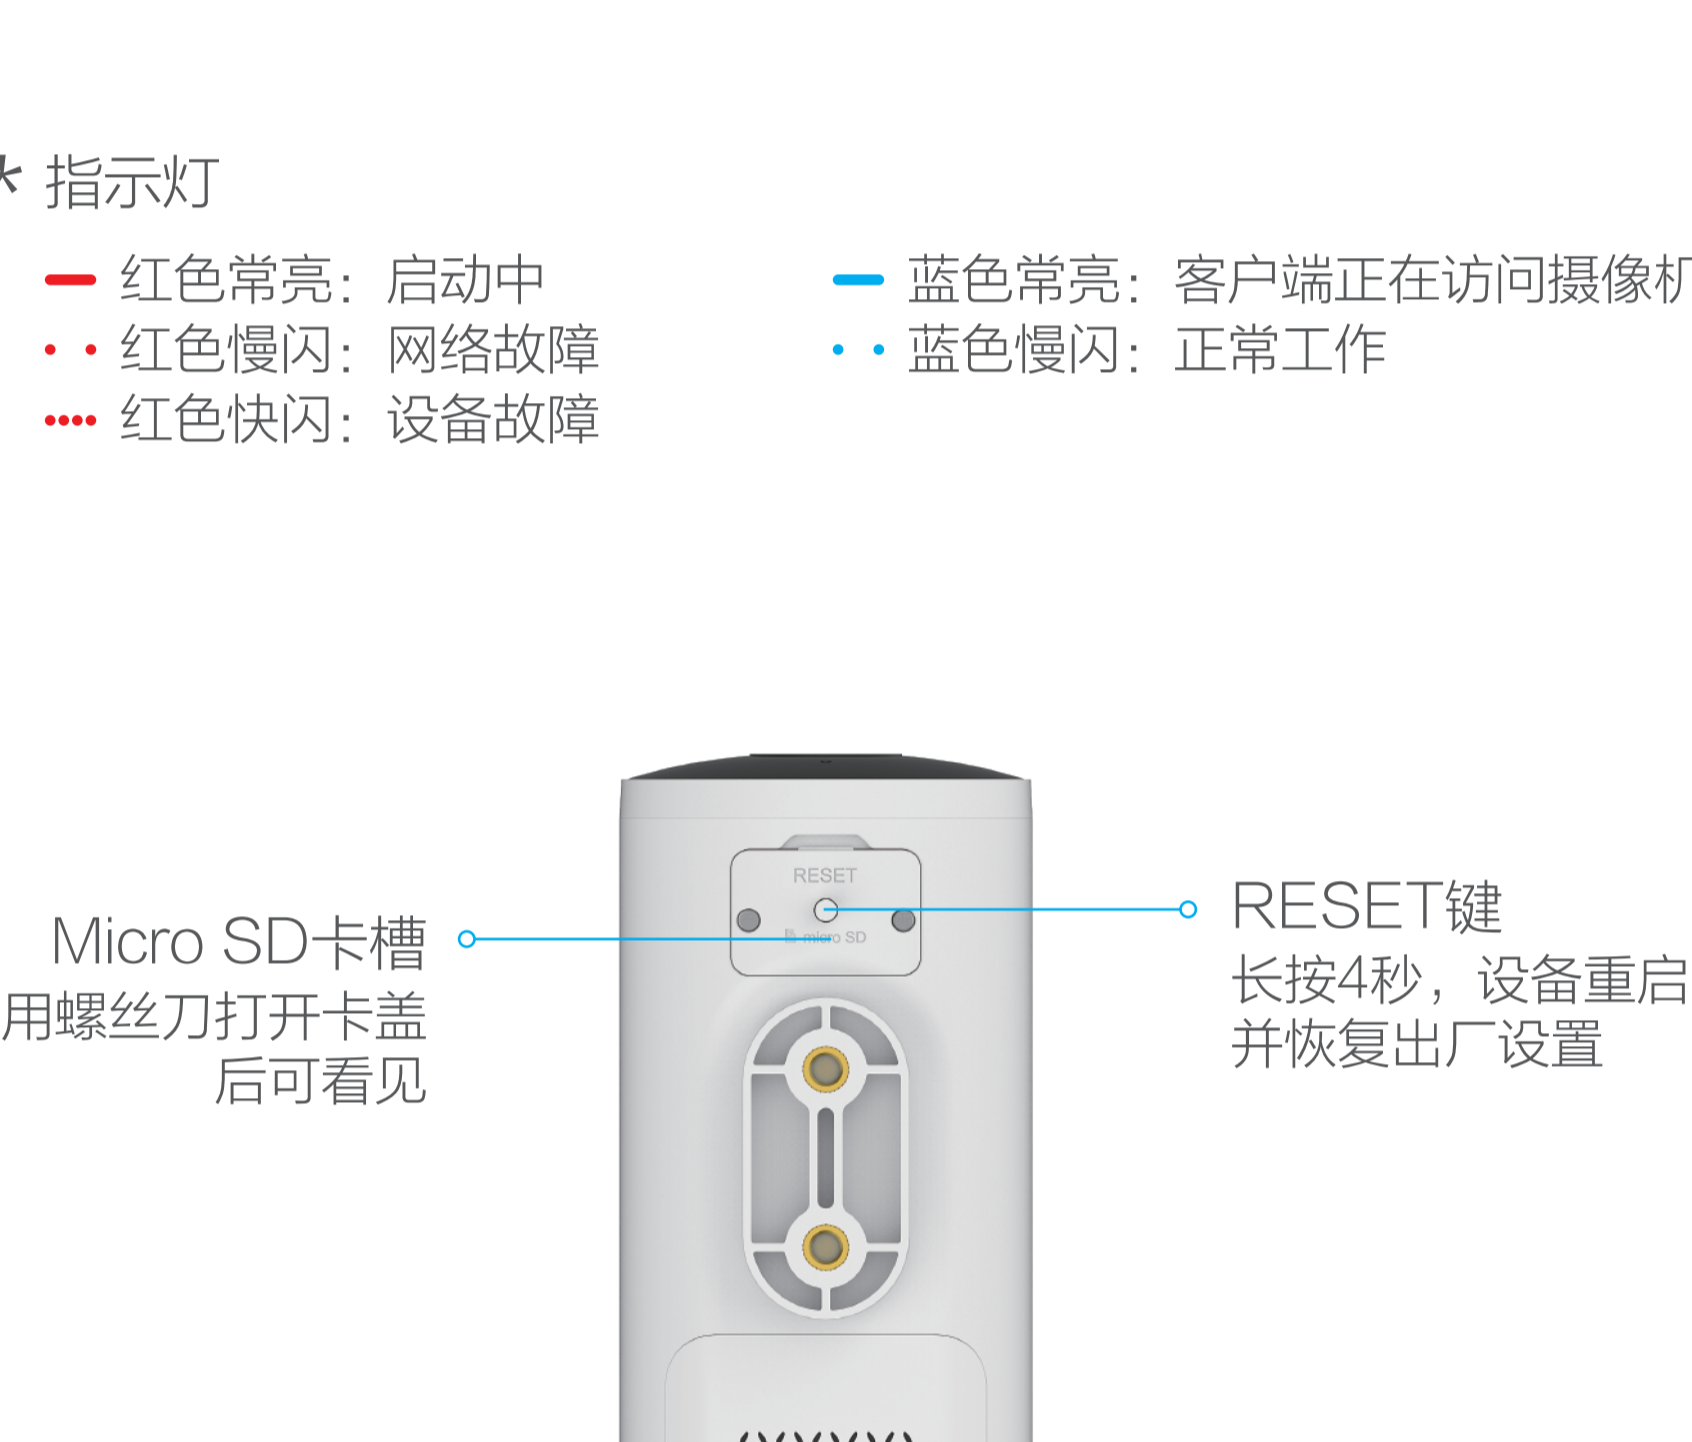 * 指示灯
红色常亮：启动中
红色慢闪：网络故障
红色快闪：设备故障
蓝色常亮：客户端正在访问摄像机
蓝色慢闪：正常工作
RESET
micro SD
Micro SD卡槽
用螺丝刀打开卡盖
后可看见
RESET键
长按4秒，设备重启
并恢复出厂设置